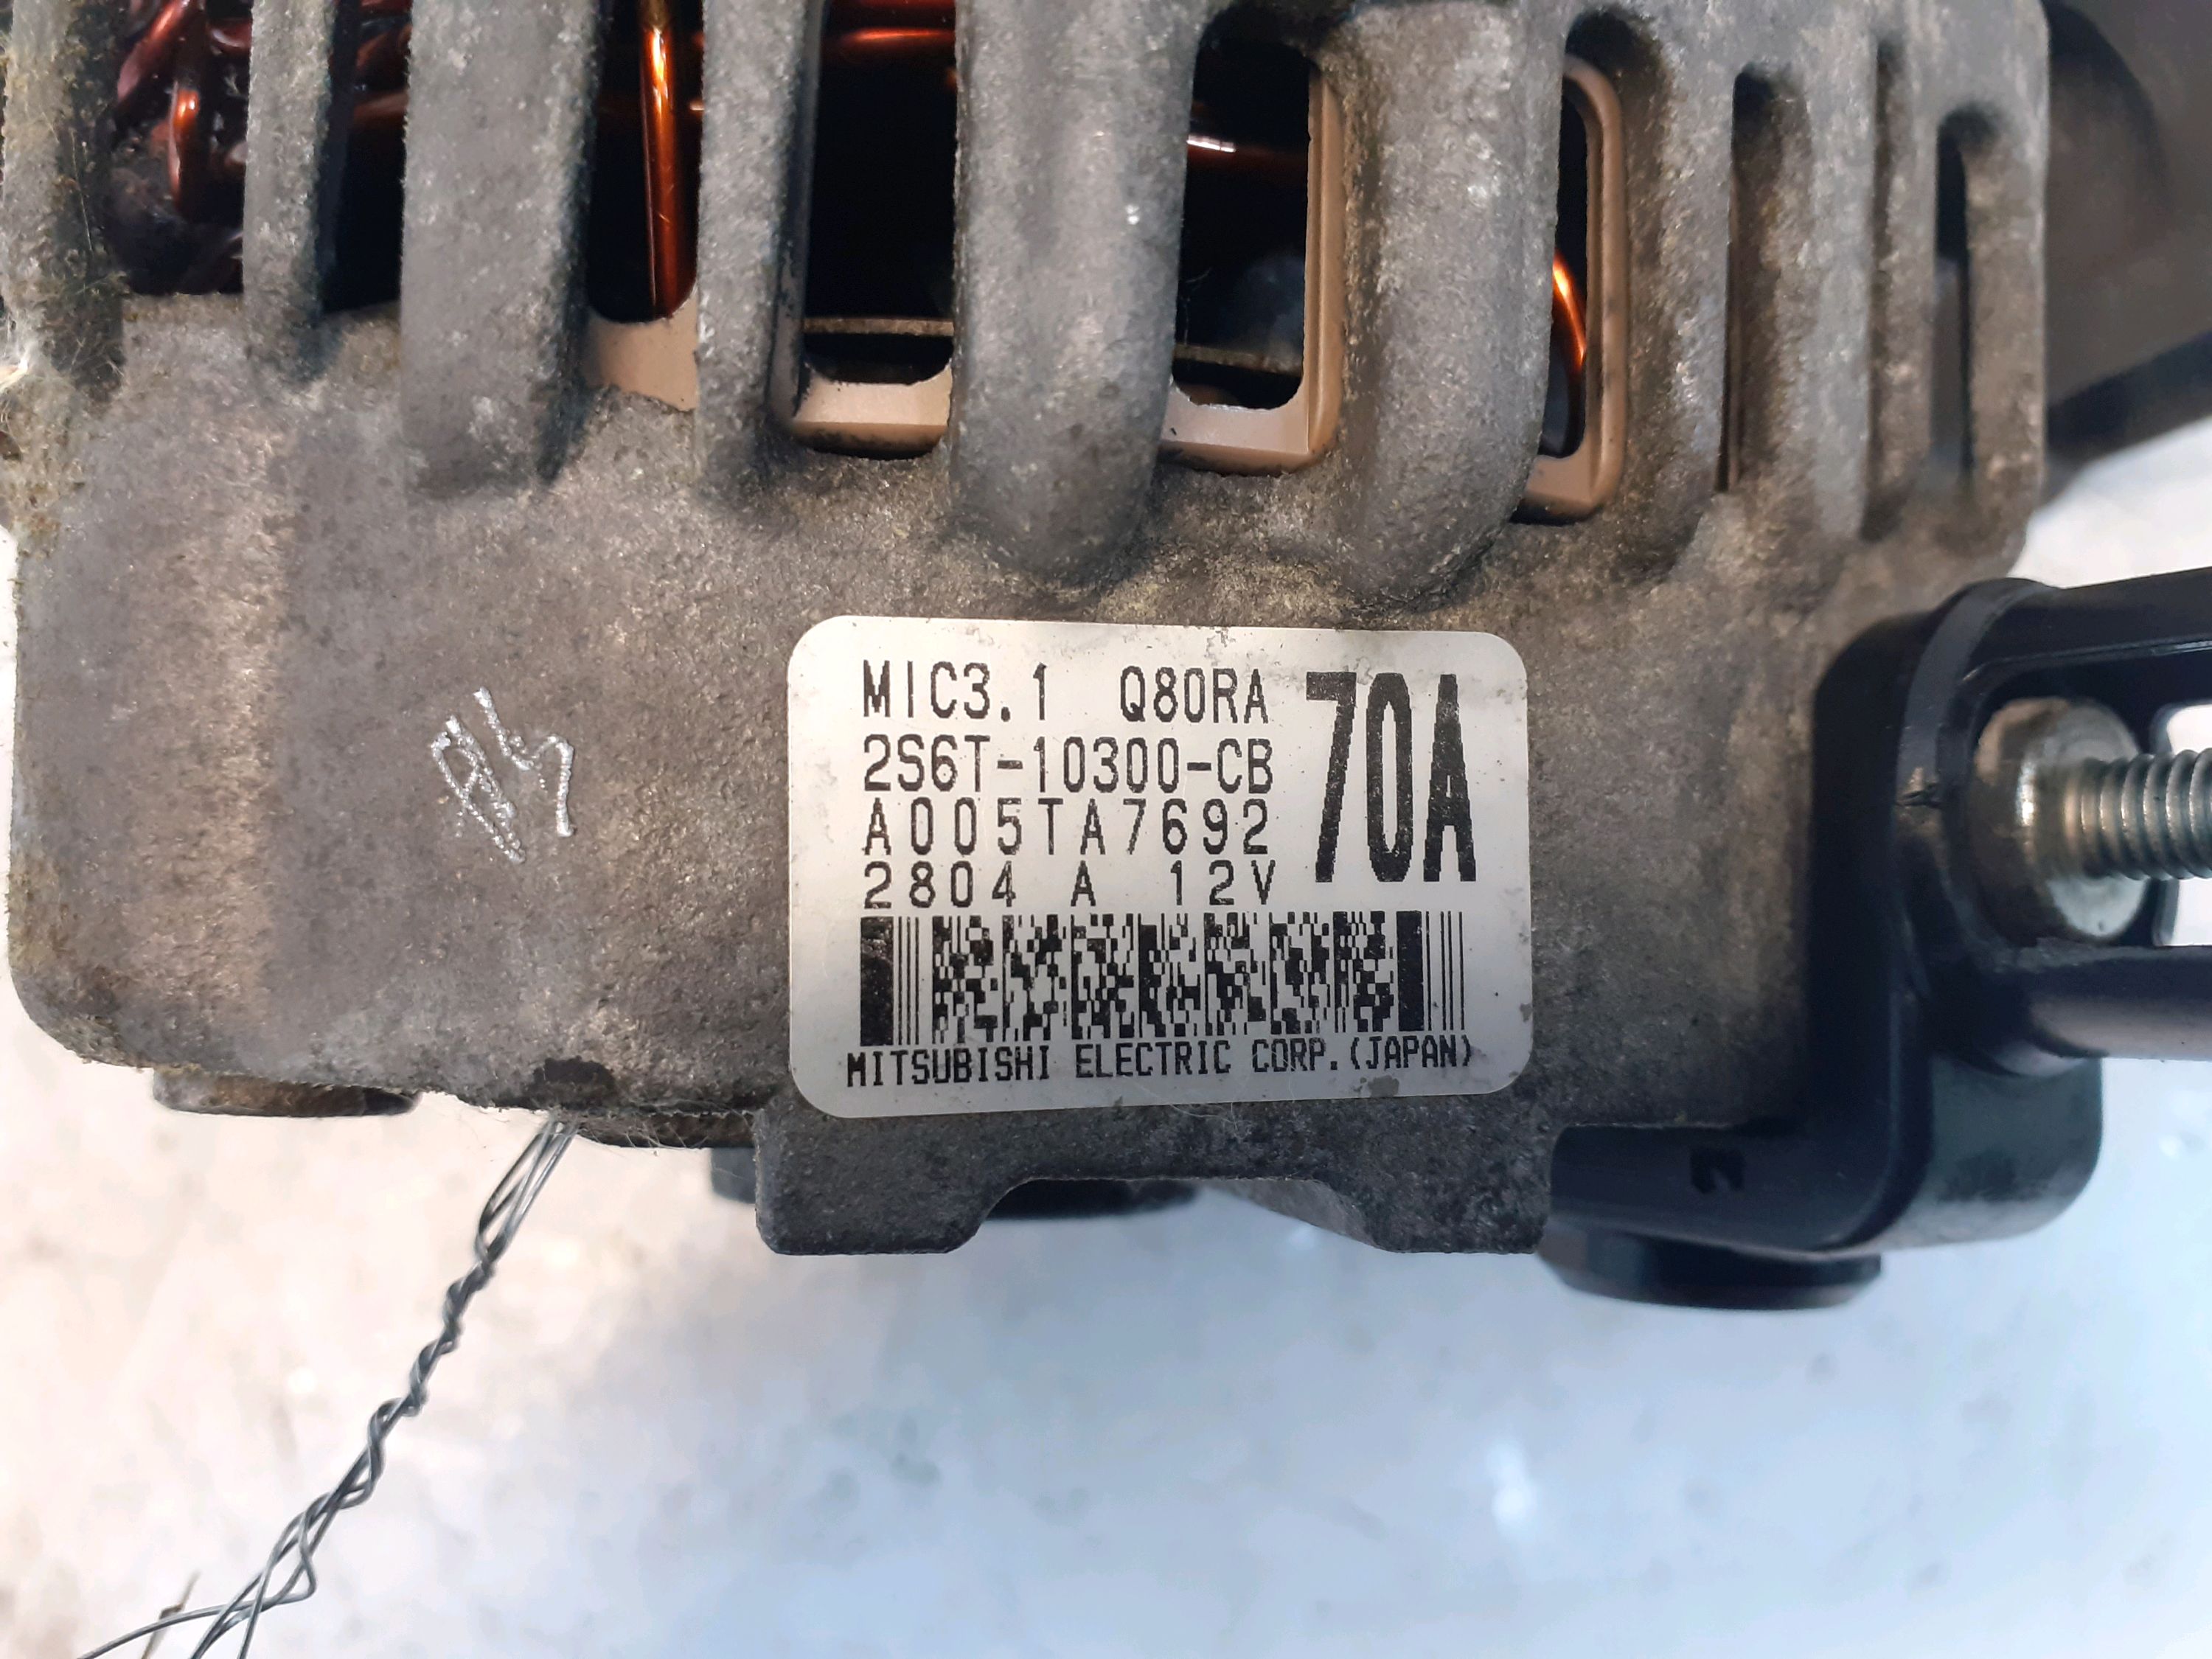 MIC3.1 Q80RA 70A
2S6T-10300-CB
A005TA7692
2804 A 12V
MITSUBISHI ELECTRIC CORP.(JAPAN)